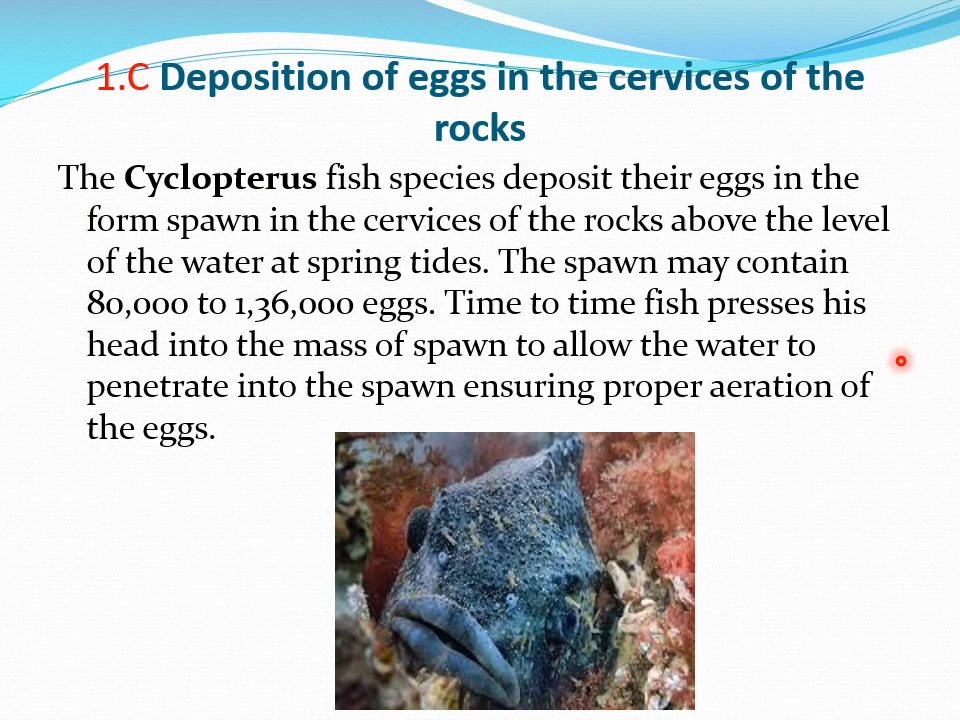 1.C Deposition of eggs in the cervices of the
rocks
The Cyclopterus fish species deposit their eggs in the
form spawn in the cervices of the rocks above the level
of the water at spring tides. The spawn may contain
80,000 to 1,36,000 eggs. Time to time fish presses his
head into the mass of spawn to allow the water to
penetrate into the spawn ensuring proper aeration of
the eggs.